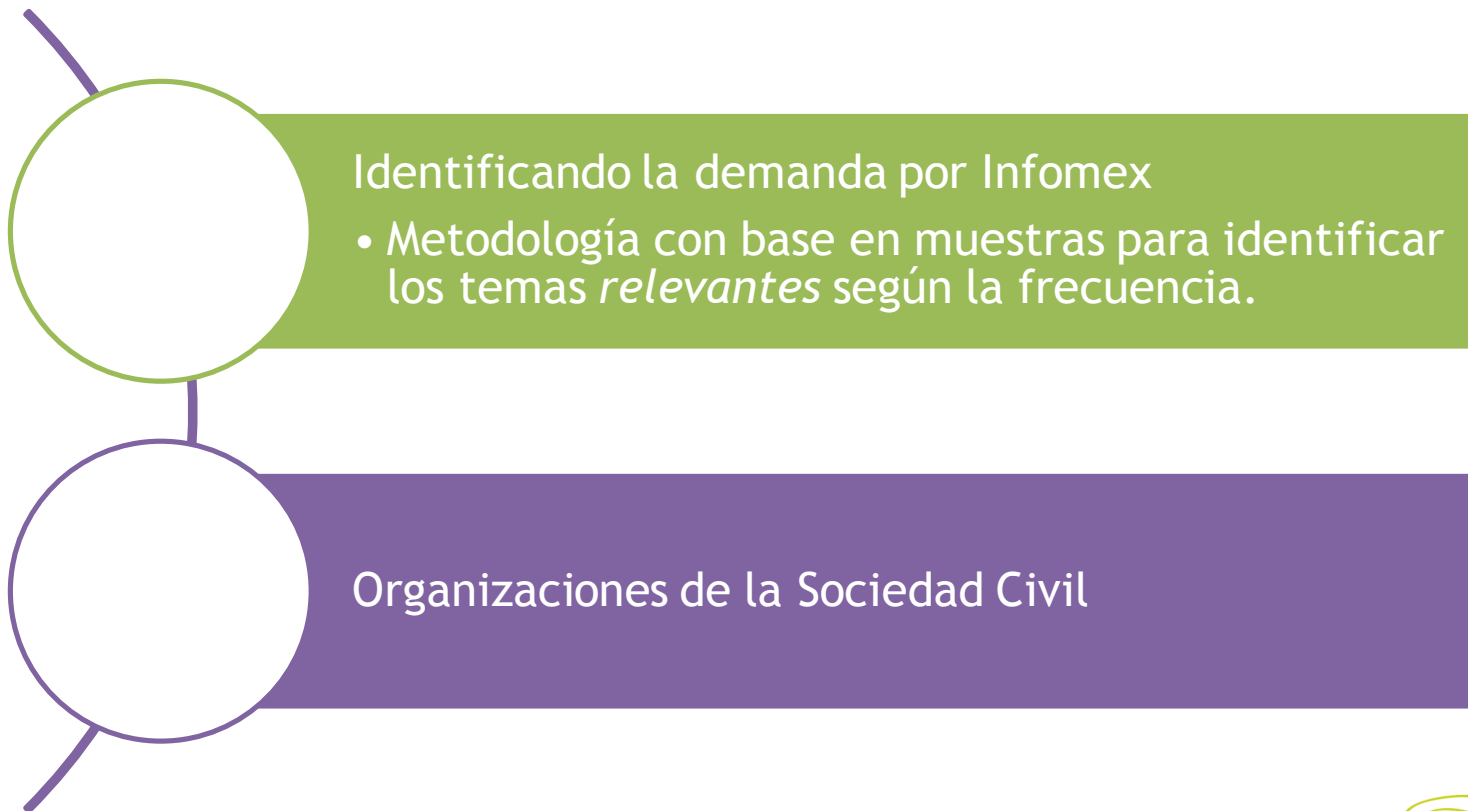 Identificando la demanda por Infomex
• Metodología con base en muestras para identificar
los temas relevantes según la frecuencia.
Organizaciones de la Sociedad Civil